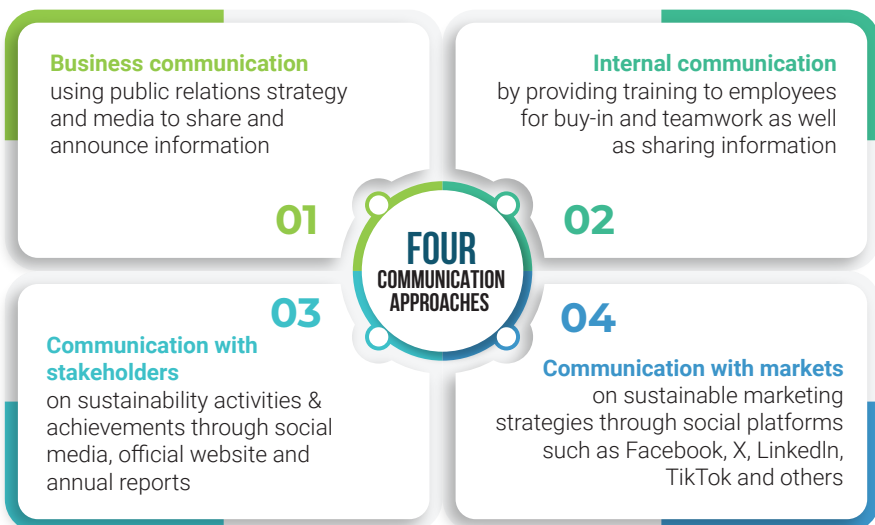 Business communication
using public relations strategy
and media to share and
announce information
01
Internal communication
by providing training to employees
for buy-in and teamwork as well
as sharing information
02
FOUR
COMMUNICATION
APPROACHES
03
Communication with
stakeholders
on sustainability activities &
achievements through social
media, official website and
annual reports
04
Communication with markets
on sustainable marketing
strategies through social platforms
such as Facebook, X, LinkedIn,
TikTok and others